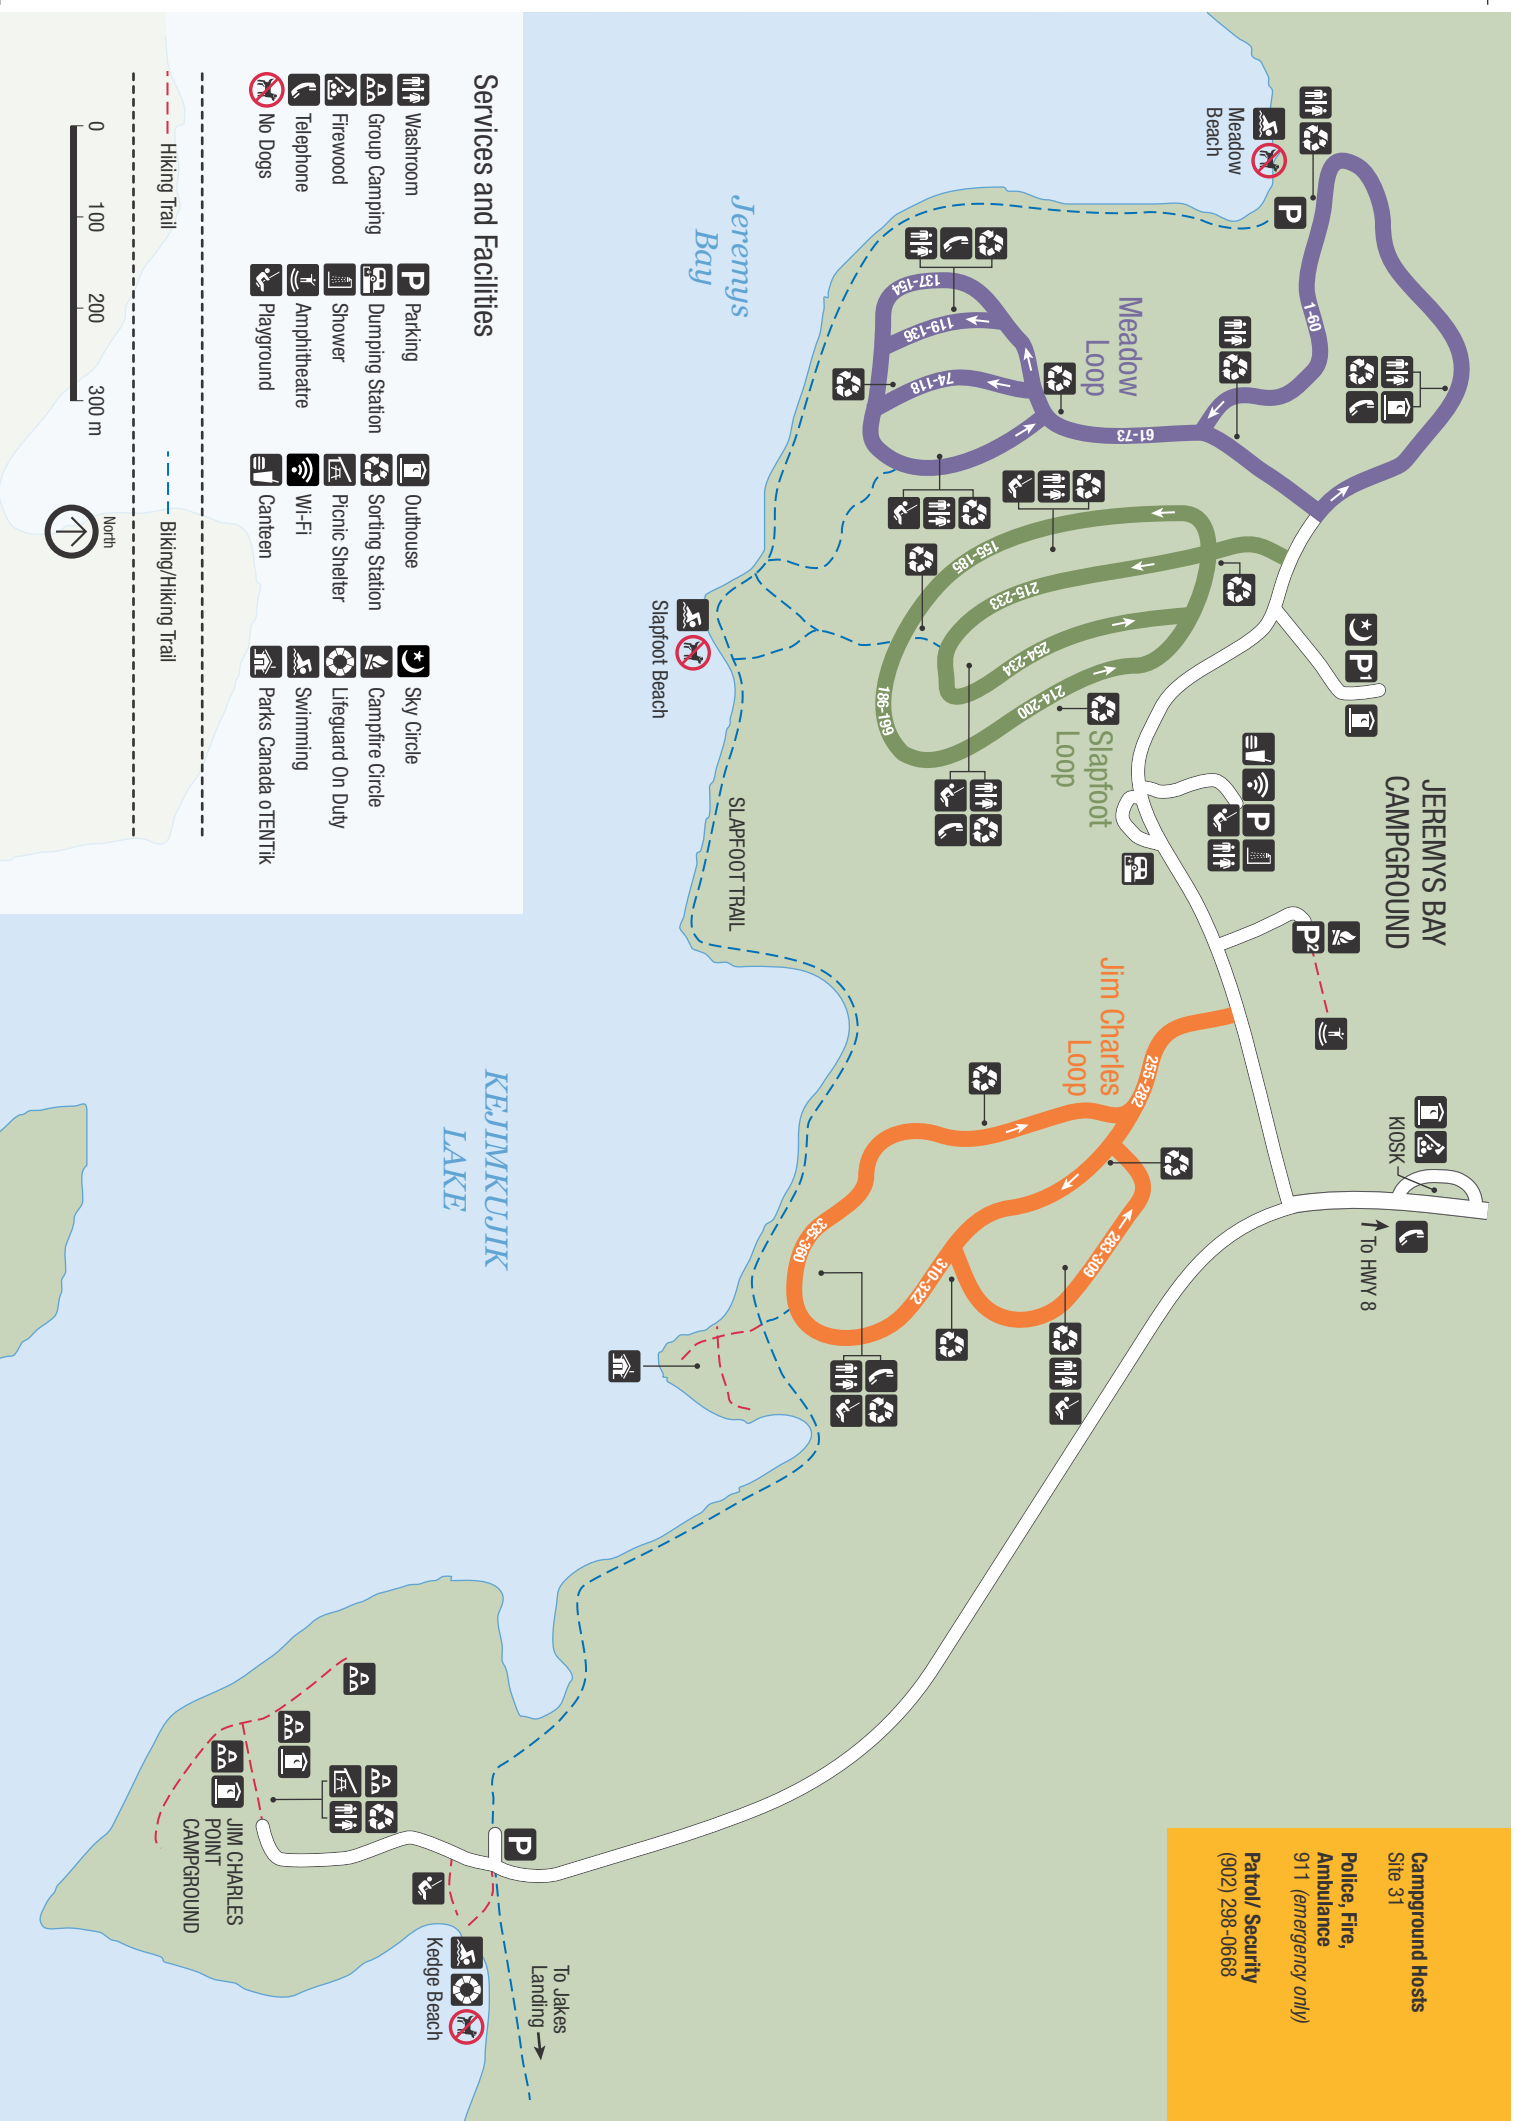 JEREMYS BAY
CAMPGROUND
KIOSK
To HWY 8
Campground Hosts
Site 31
Police, Fire,
Ambulance
911 (emergency only)
Patrol/ Security
(902) 298-0668
Meadow
Beach
1-60
Meadow
Loop
61-73
137-154
119-136
74-118
155-185
215-233
254-234
214-200
186-199
Slapfoot
Loop
P1
P
P2
P
Jim Charles
Loop
255-282
283-309
310-322
335-360
Jeremys
Bay
Slapfoot Beach
SLAPFOOT TRAIL
KEJIMKUJIK
LAKE
P
To Jakes
Landing
Kedge Beach
JIM CHARLES
POINT
CAMPGROUND
Services and Facilities
Washroom
Group Camping
Firewood
Telephone
No Dogs
P Parking
Dumping Station
Shower
Amphitheatre
Playground
Outhouse
Sorting Station
Picnic Shelter
Wi-Fi
Canteen
Sky Circle
Campfire Circle
Lifeguard On Duty
Swimming
Parks Canada oTENTik
Hiking Trail
Biking/Hiking Trail
0 100 200 300 m
North